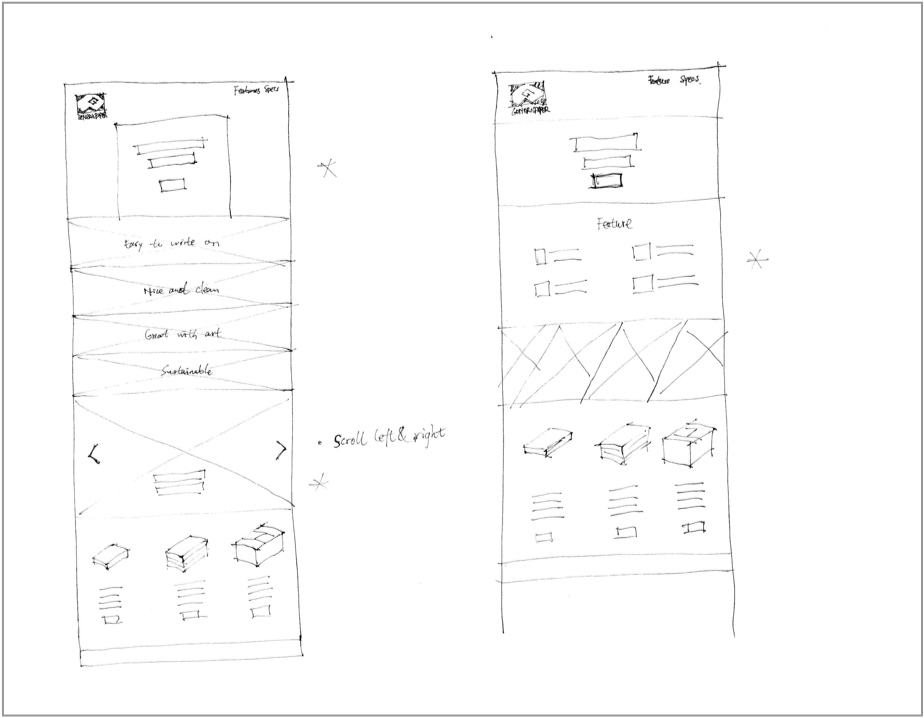 Features Specs
Easy to write on
Nice and clean
Great with art
Sustainable
• Scroll left & right
Feature Specs
Feature